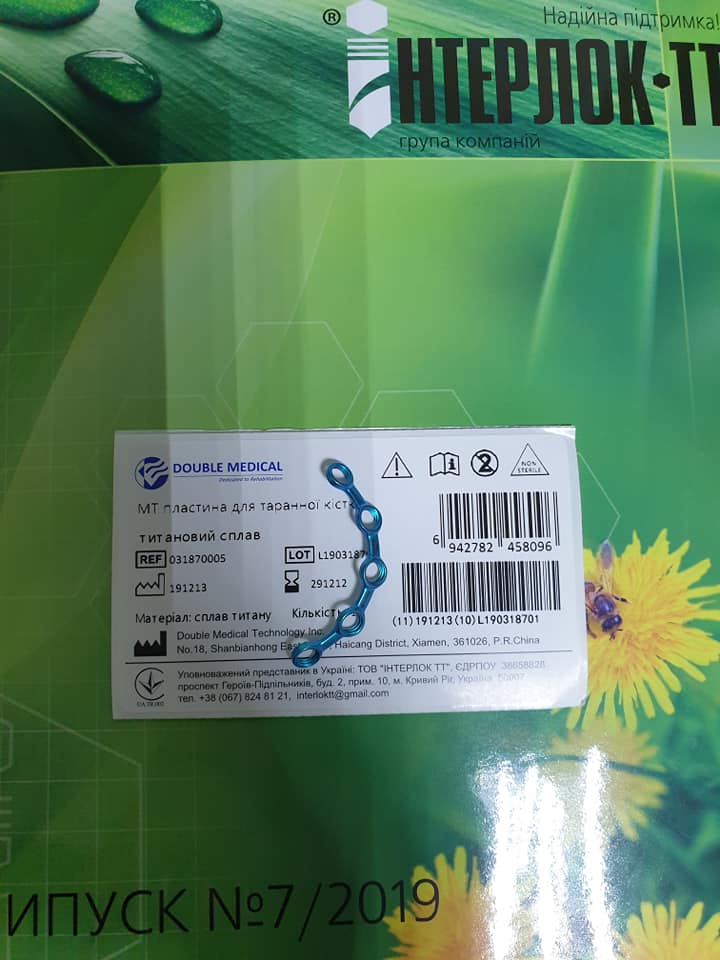 Надійна підтримка!
® ІНТЕРЛОК·ТТ
група компаній
DOUBLE MEDICAL
Dedicated to Rehabilitation
NON STERILE
МТ пластина для таранної
титановий сплав
REF 031870005
LOT L1903187
191213
291212
6 942782 458096
(11) 191213 (10) L190318701
Матеріал: сплав титану
Double Medical Technology Inc.
No.18, Shanbianhong Haicang District, Xiamen, 361026, P.R.China
Уповноважений представник в Україні: ТОВ "ІНТЕРЛОК ТТ", ЄДРПОУ 38658828
проспект Героїв-Підпільників, буд. 2, прим. 10, м. Кривий Ріг, Україна 50007
тел. +38 (067) 824 81 21, interloktt@gmail.com
UA.TR.002
ИПУСК №7/2019